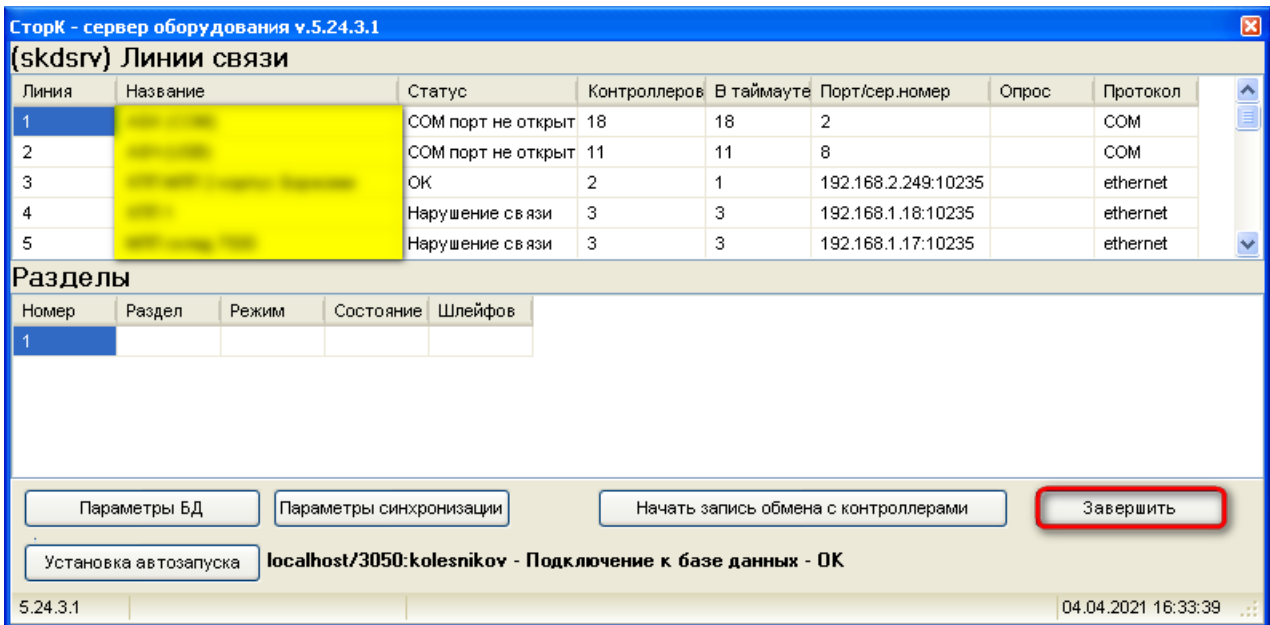 СторК - сервер оборудования v.5.24.3.1
(skdsrv) Линии связи
Линия Название Статус Контроллеров В таймауте Порт/сер.номер Опрос Протокол
1 COM порт не открыт 18 18 2 COM
2 COM порт не открыт 11 11 8 COM
3 OK 2 1 192.168.2.249:10235 ethernet
4 Нарушение связи 3 3 192.168.1.18:10235 ethernet
5 Нарушение связи 3 3 192.168.1.17:10235 ethernet
Разделы
Номер Раздел Режим Состояние Шлейфов
1
Параметры БД Параметры синхронизации Начать запись обмена с контроллерами Завершить
Установка автозапуска localhost/3050:kolesnikov - Подключение к базе данных - ОК
5.24.3.1 04.04.2021 16:33:39